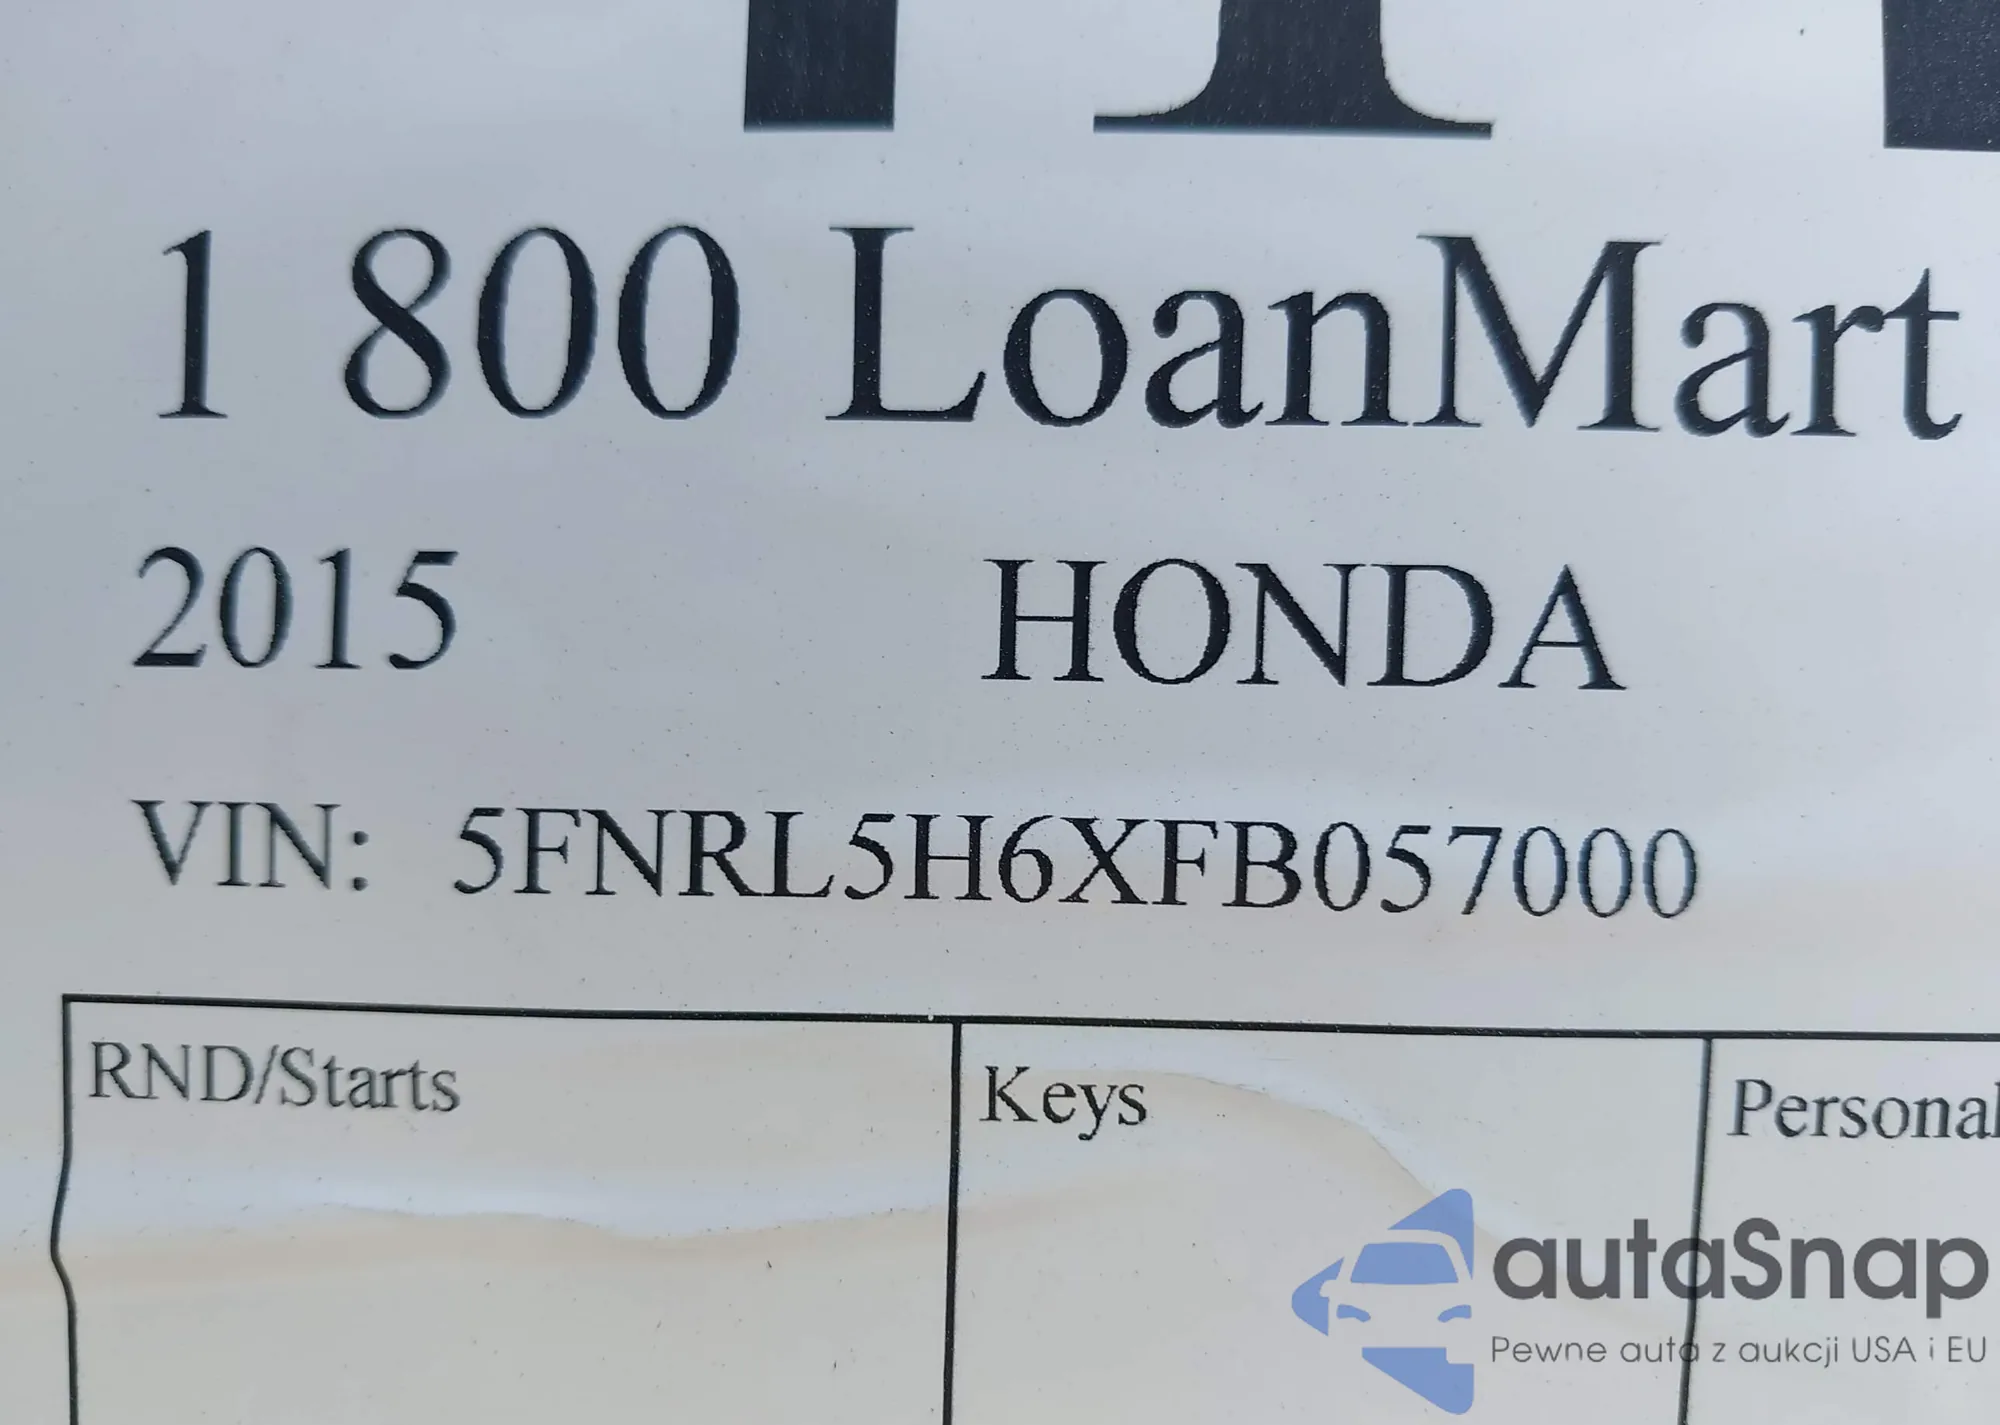 1 800 LoanMart
2015 HONDA
VIN: 5FNRL5H6XFB057000
RND/Starts Keys Personal
autaSnap
Pewne auta z aukcji USA i EU